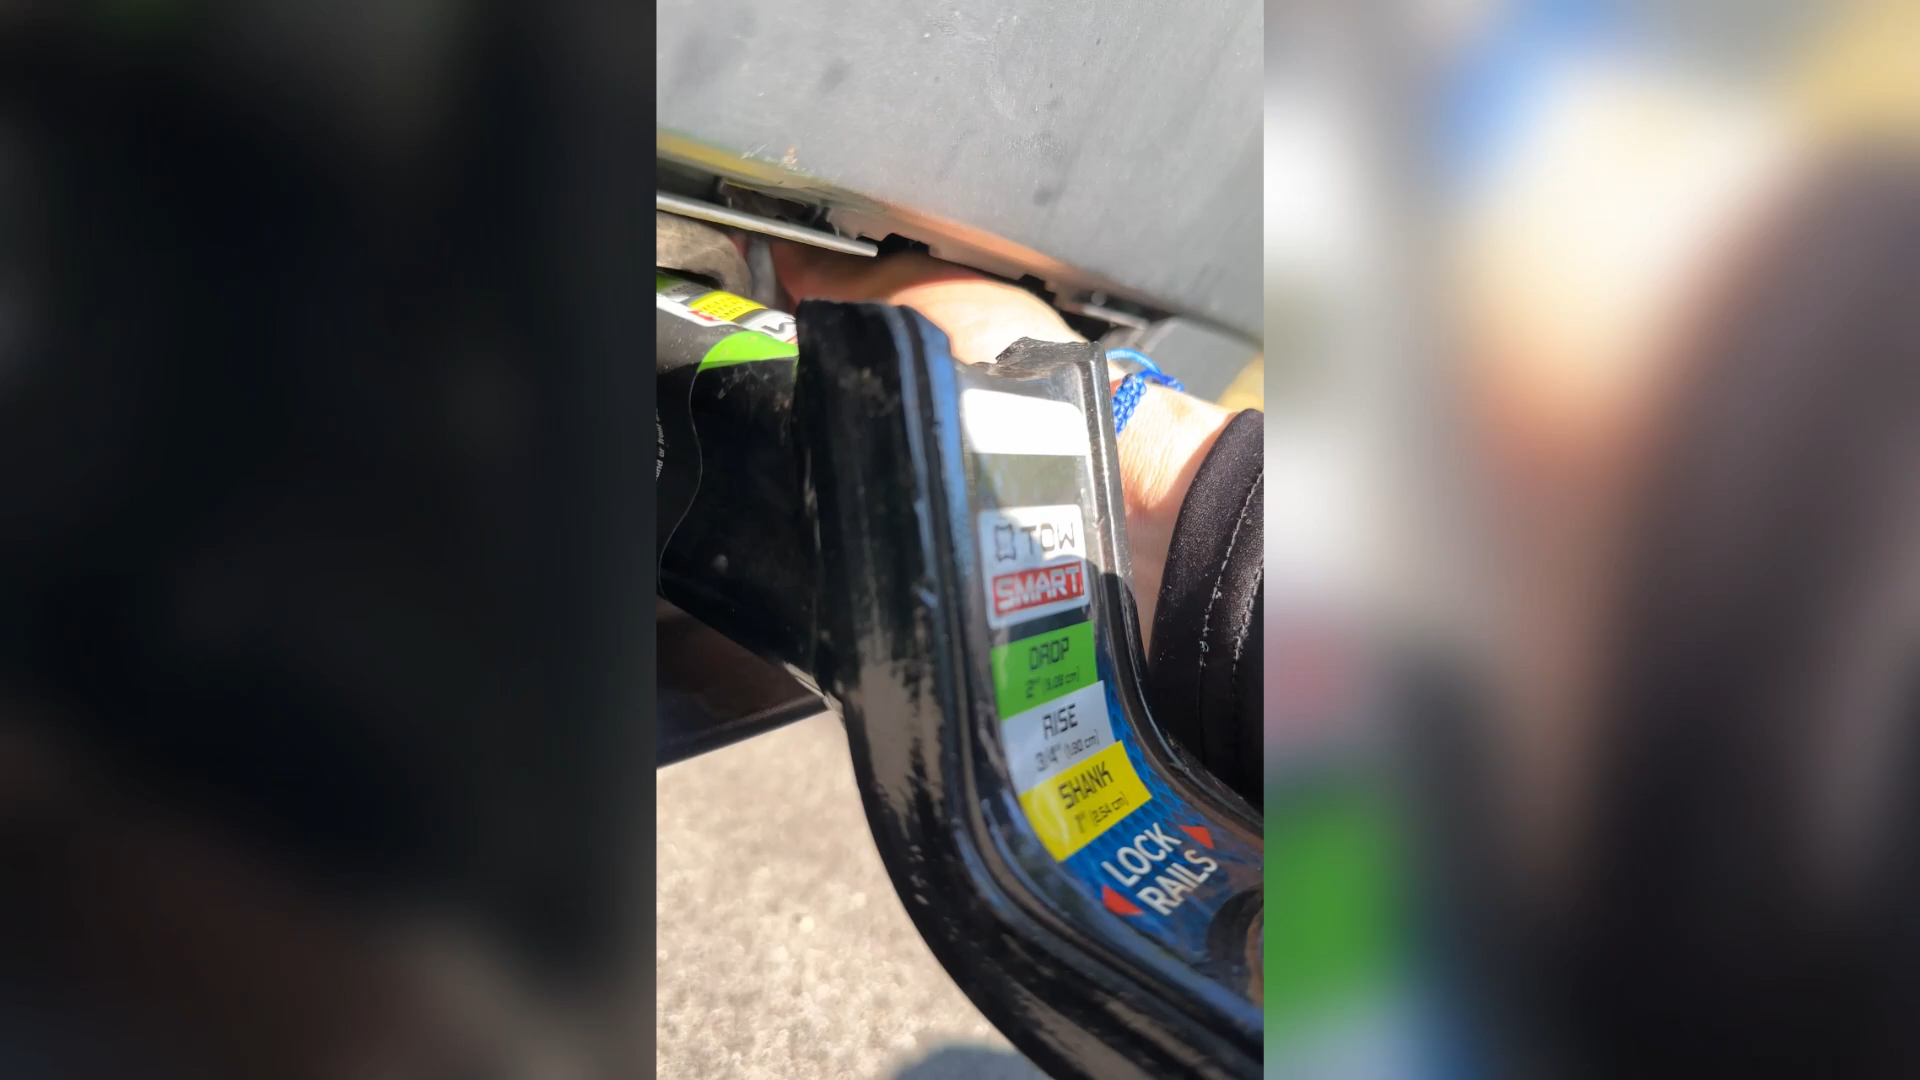 TOW
SMART
DROP
2" (5.08 cm)
RISE
3/4" (1.90 cm)
SHANK
1" (2.54 cm)
LOCK
RAILS